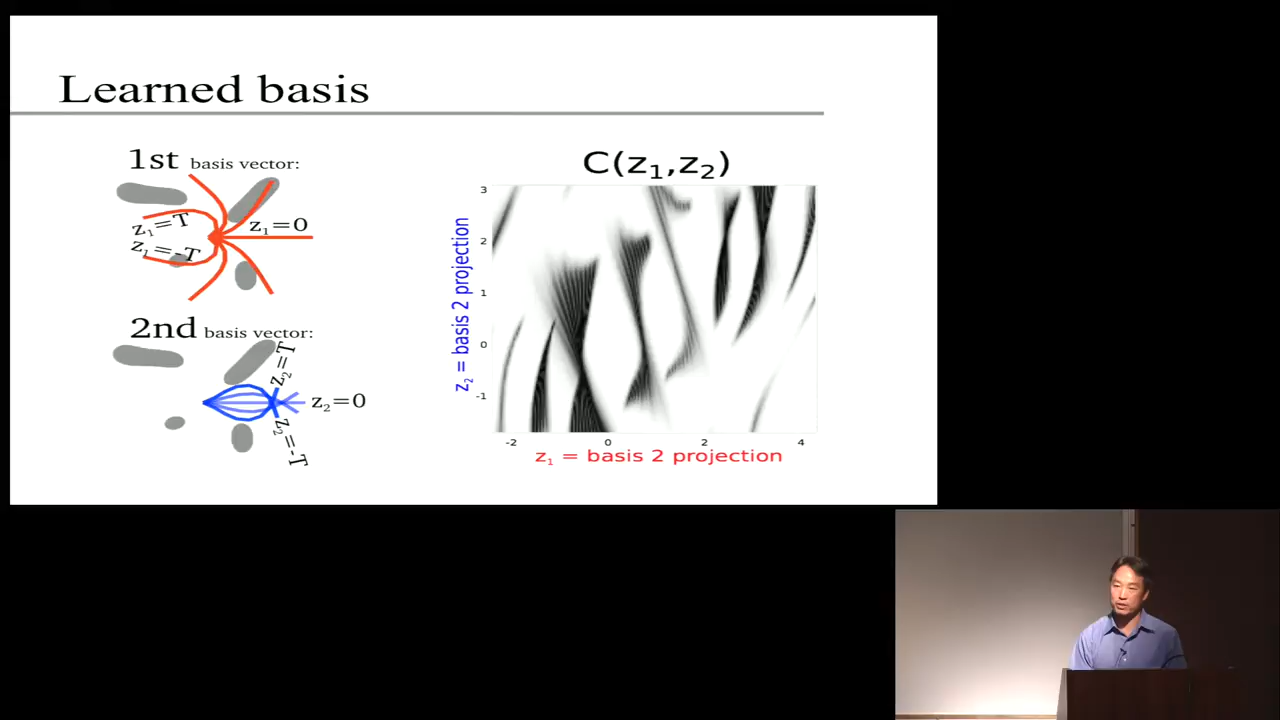 Learned basis
1st basis vector:
z₁=T
z₁=0
z₁=-T
2nd basis vector:
z₂=T
z₂=0
z₂=-T
C(z₁,z₂)
z₂ = basis 2 projection
3
2
1
0
-1
-2
0
2
4
z₁ = basis 2 projection